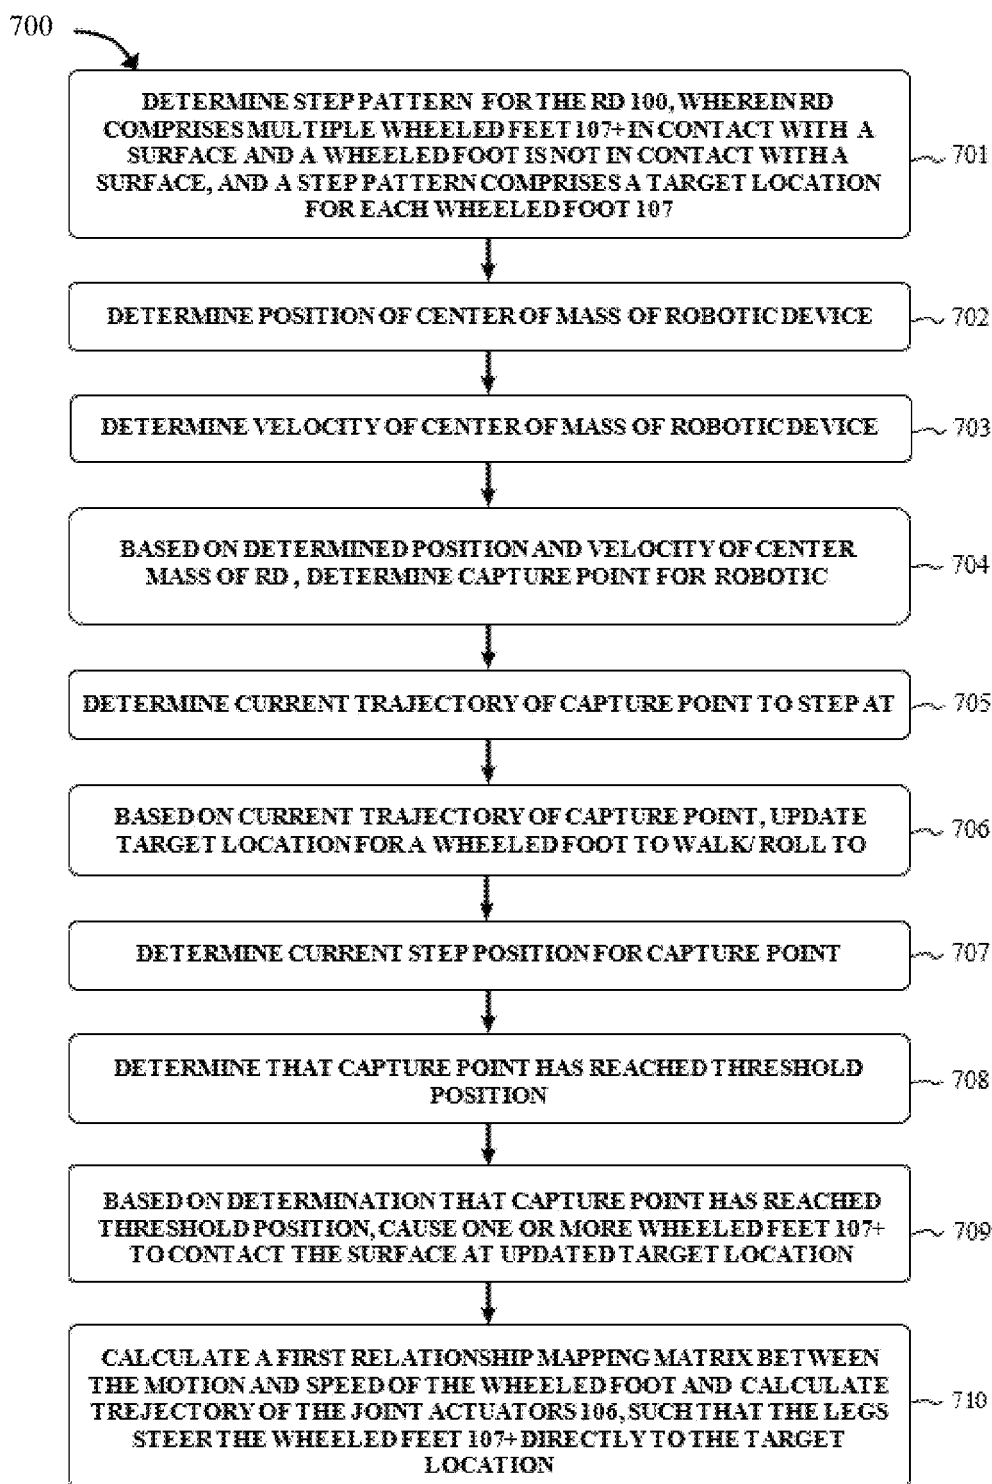 700
DETERMINE STEP PATTERN FOR THE RD 100, WHEREIN RD
COMPRISES MULTIPLE WHEELED FEET 107+ IN CONTACT WITH A
SURFACE AND A WHEELED FOOT IS NOT IN CONTACT WITH A
SURFACE, AND A STEP PATTERN COMPRISES A TARGET LOCATION
FOR EACH WHEELED FOOT 107
701
DETERMINE POSITION OF CENTER OF MASS OF ROBOTIC DEVICE
702
DETERMINE VELOCITY OF CENTER OF MASS OF ROBOTIC DEVICE
703
BASED ON DETERMINED POSITION AND VELOCITY OF CENTER
MASS OF RD , DETERMINE CAPTURE POINT FOR ROBOTIC
704
DETERMINE CURRENT TRAJECTORY OF CAPTURE POINT TO STEP AT
705
BASED ON CURRENT TRAJECTORY OF CAPTURE POINT, UPDATE
TARGET LOCATION FOR A WHEELED FOOT TO WALK/ ROLL TO
706
DETERMINE CURRENT STEP POSITION FOR CAPTURE POINT
707
DETERMINE THAT CAPTURE POINT HAS REACHED THRESHOLD
POSITION
708
BASED ON DETERMINATION THAT CAPTURE POINT HAS REACHED
THRESHOLD POSITION, CAUSE ONE OR MORE WHEELED FEET 107+
TO CONTACT THE SURFACE AT UPDATED TARGET LOCATION
709
CALCULATE A FIRST RELATIONSHIP MAPPING MATRIX BETWEEN
THE MOTION AND SPEED OF THE WHEELED FOOT AND CALCULATE
TREJECTORY OF THE JOINT ACTUATORS 106, SUCH THAT THE LEGS
STEER THE WHEELED FEET 107+ DIRECTLY TO THE TARGET
LOCATION
710